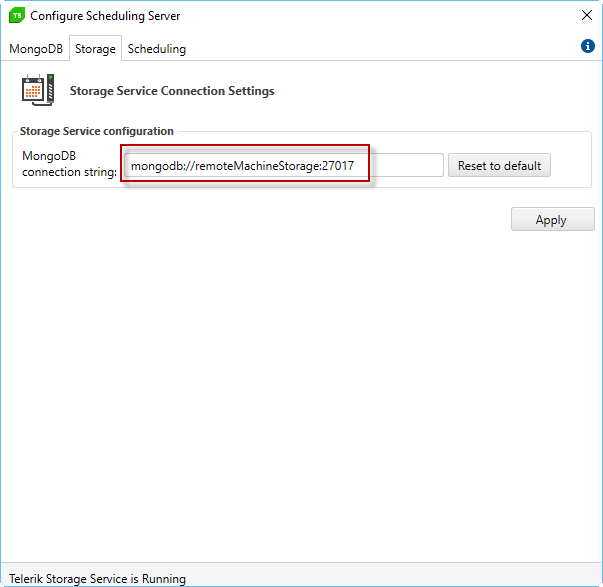 TS Configure Scheduling Server
MongoDB Storage Scheduling
i
Storage Service Connection Settings
Storage Service configuration
MongoDB
connection string:
mongodb://remoteMachineStorage:27017
Reset to default
Apply
Telerik Storage Service is Running